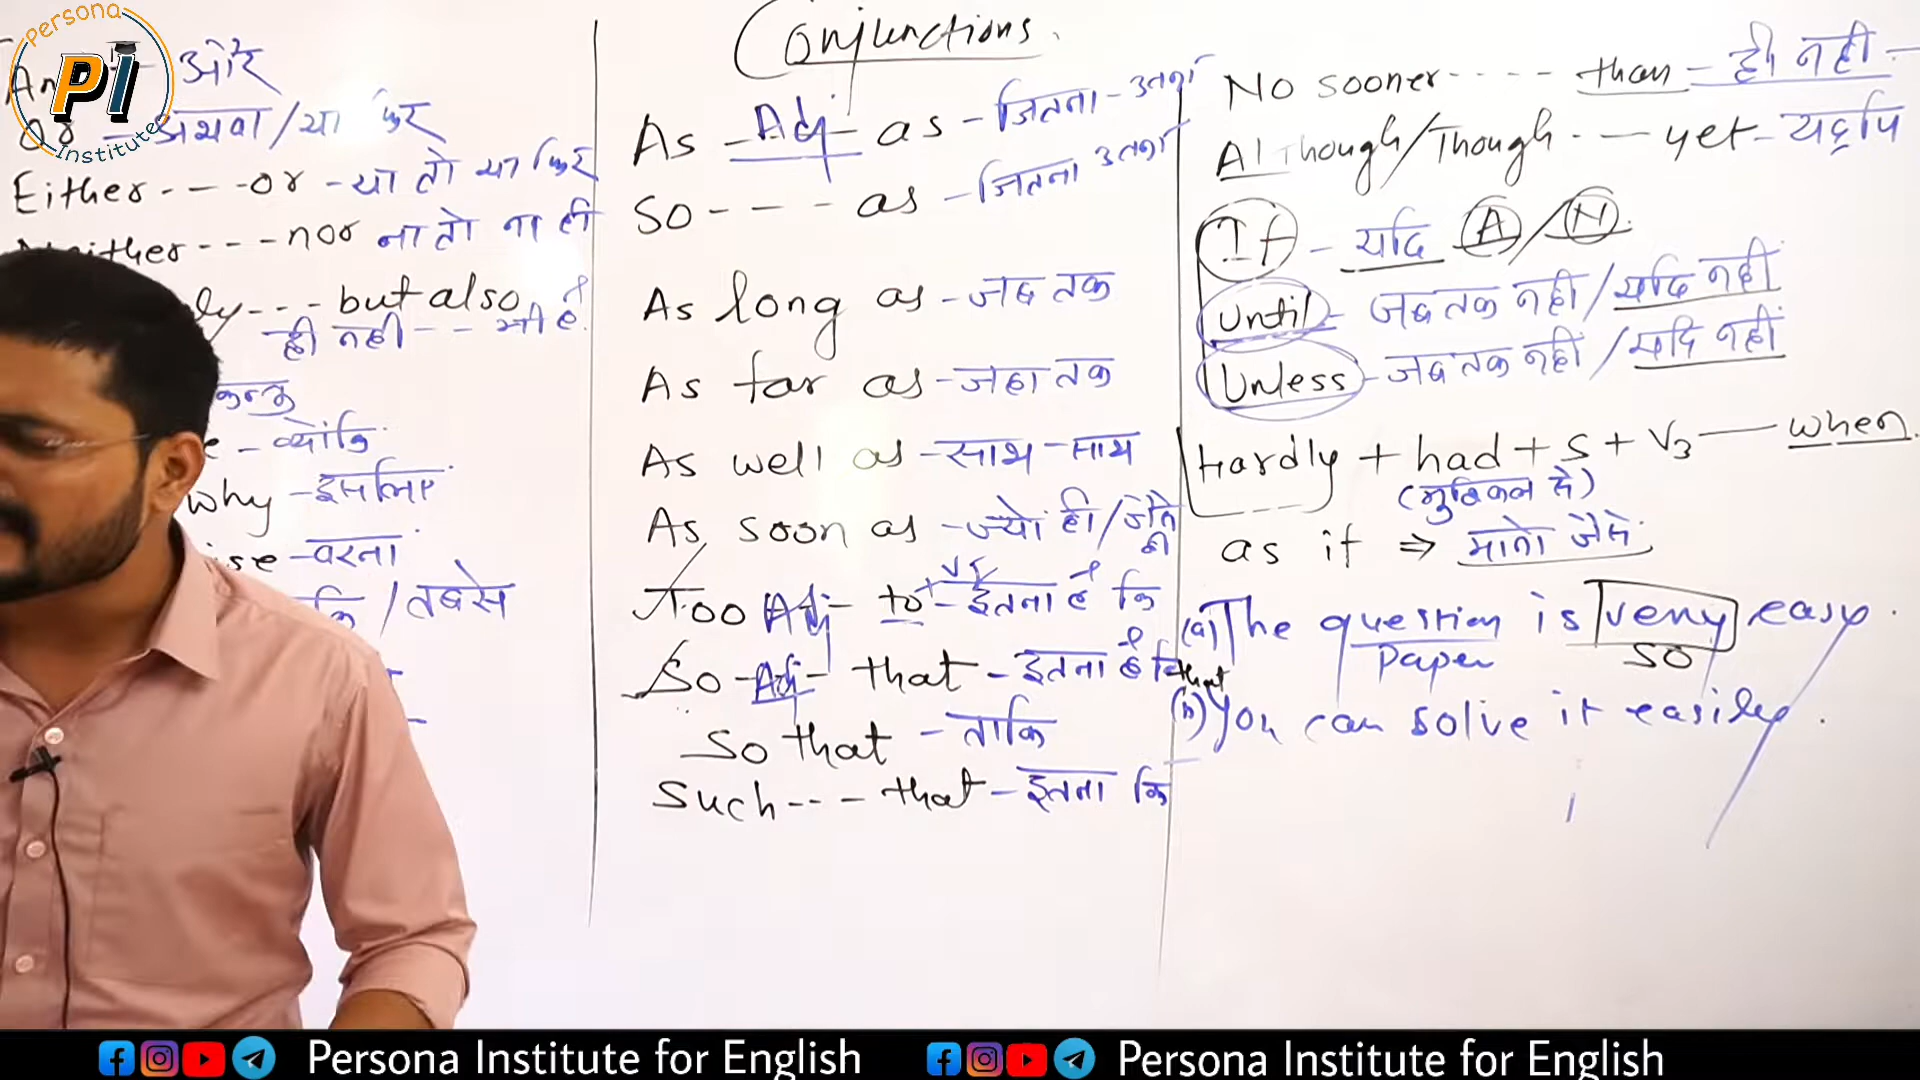 Persona
PI
Institute
और
Or - अथवा/या फिर
Either - - - or - या तो या फिर
- - - nor ना तो ना ही
- - - but also
ही नहीं - - भी है
- क्योंकि
why - इसलिए
- वरना
/ तबसे
Conjunctions.
As - Adj - as - जितना - उतना
So - - - - as - जितना उतना
As long as - जब तक
As far as - जहा तक
As well as - साथ - साथ
As soon as - ज्यों ही/जैसे ही
Too Adj - to + V1 - इतना है कि
So - Adj - that - इतना है कि
So that - ताकि
Such - - - that - इतना कि
No sooner - - - - than - ही नहीं -
Although/Though - - yet - यद्यपि
If - यदि A / N.
Until - जब तक नहीं / यदि नहीं
Unless - जब तक नहीं / यदि नहीं
Hardly + had + S + V3 — when
(मुश्किल से)
as if ⇒ मानो जैसे
(a) The question is very easy.
paper so
that
(b) You can solve it easily.
Persona Institute for English Persona Institute for English